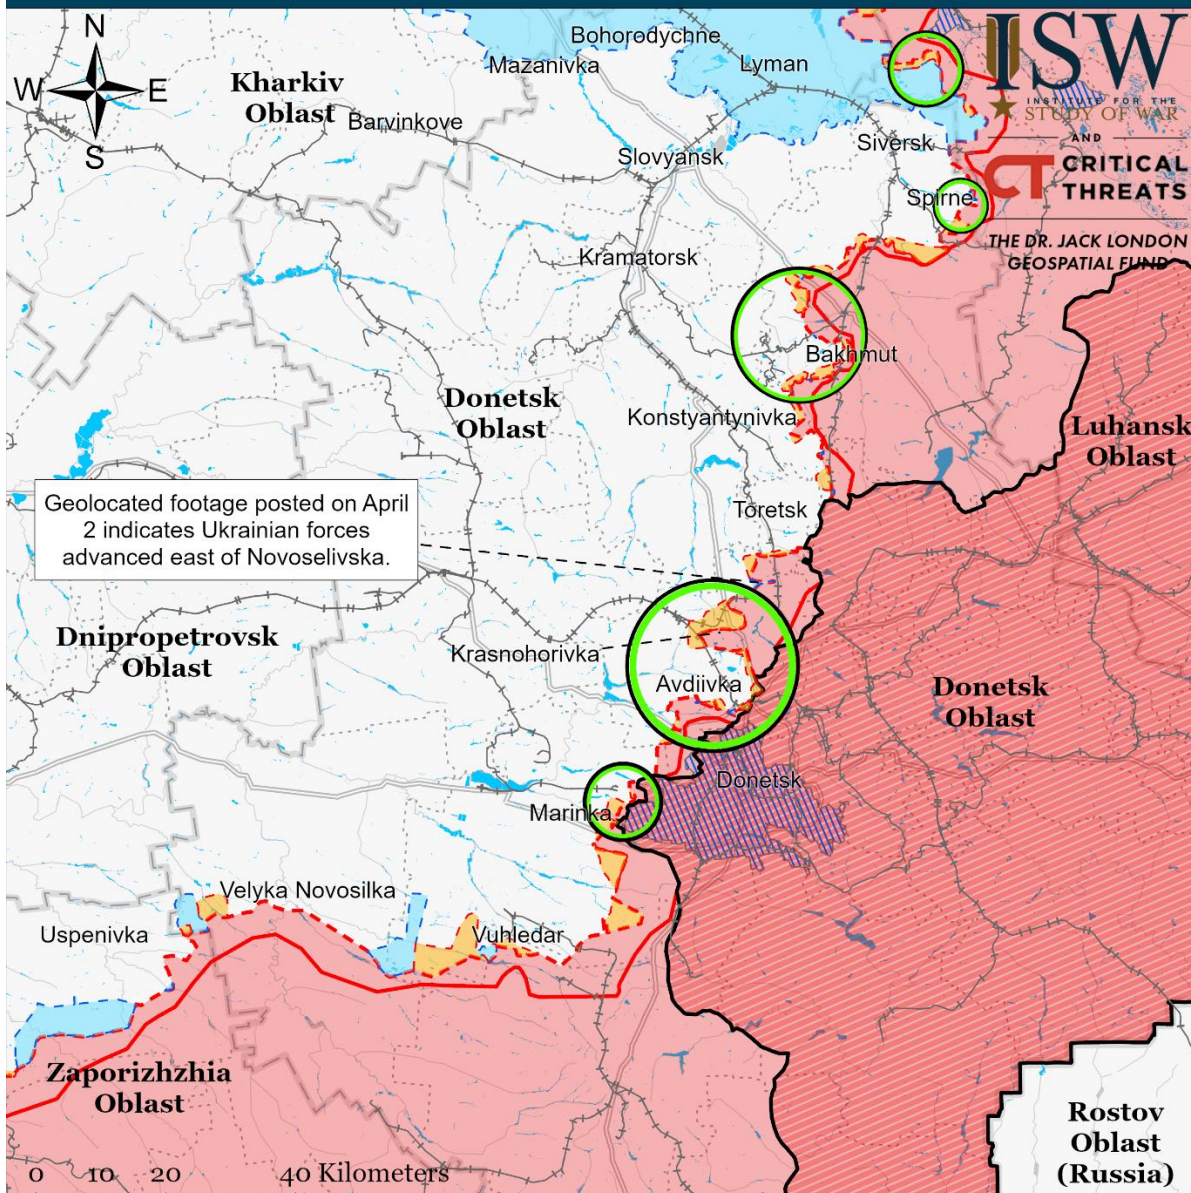 N
W
E
S
Kharkiv
Oblast
Bohorodychne
Mazanivka
Lyman
Barvinkove
Slovyansk
Siversk
ISW
INSTITUTE FOR THE
STUDY OF WAR
AND
CT CRITICAL
THREATS
THE DR. JACK LONDON
GEOSPATIAL FUND
Spirne
Kramatorsk
Bakhmut
Donetsk
Oblast
Konstyantynivka
Luhansk
Oblast
Geolocated footage posted on April
2 indicates Ukrainian forces
advanced east of Novoselivska.
Toretsk
Dnipropetrovsk
Oblast
Krasnohorivka
Avdiivka
Donetsk
Oblast
Donetsk
Marinka
Velyka Novosilka
Uspenivka
Vuhledar
Zaporizhzhia
Oblast
Rostov
Oblast
(Russia)
0 10 20 40 Kilometers